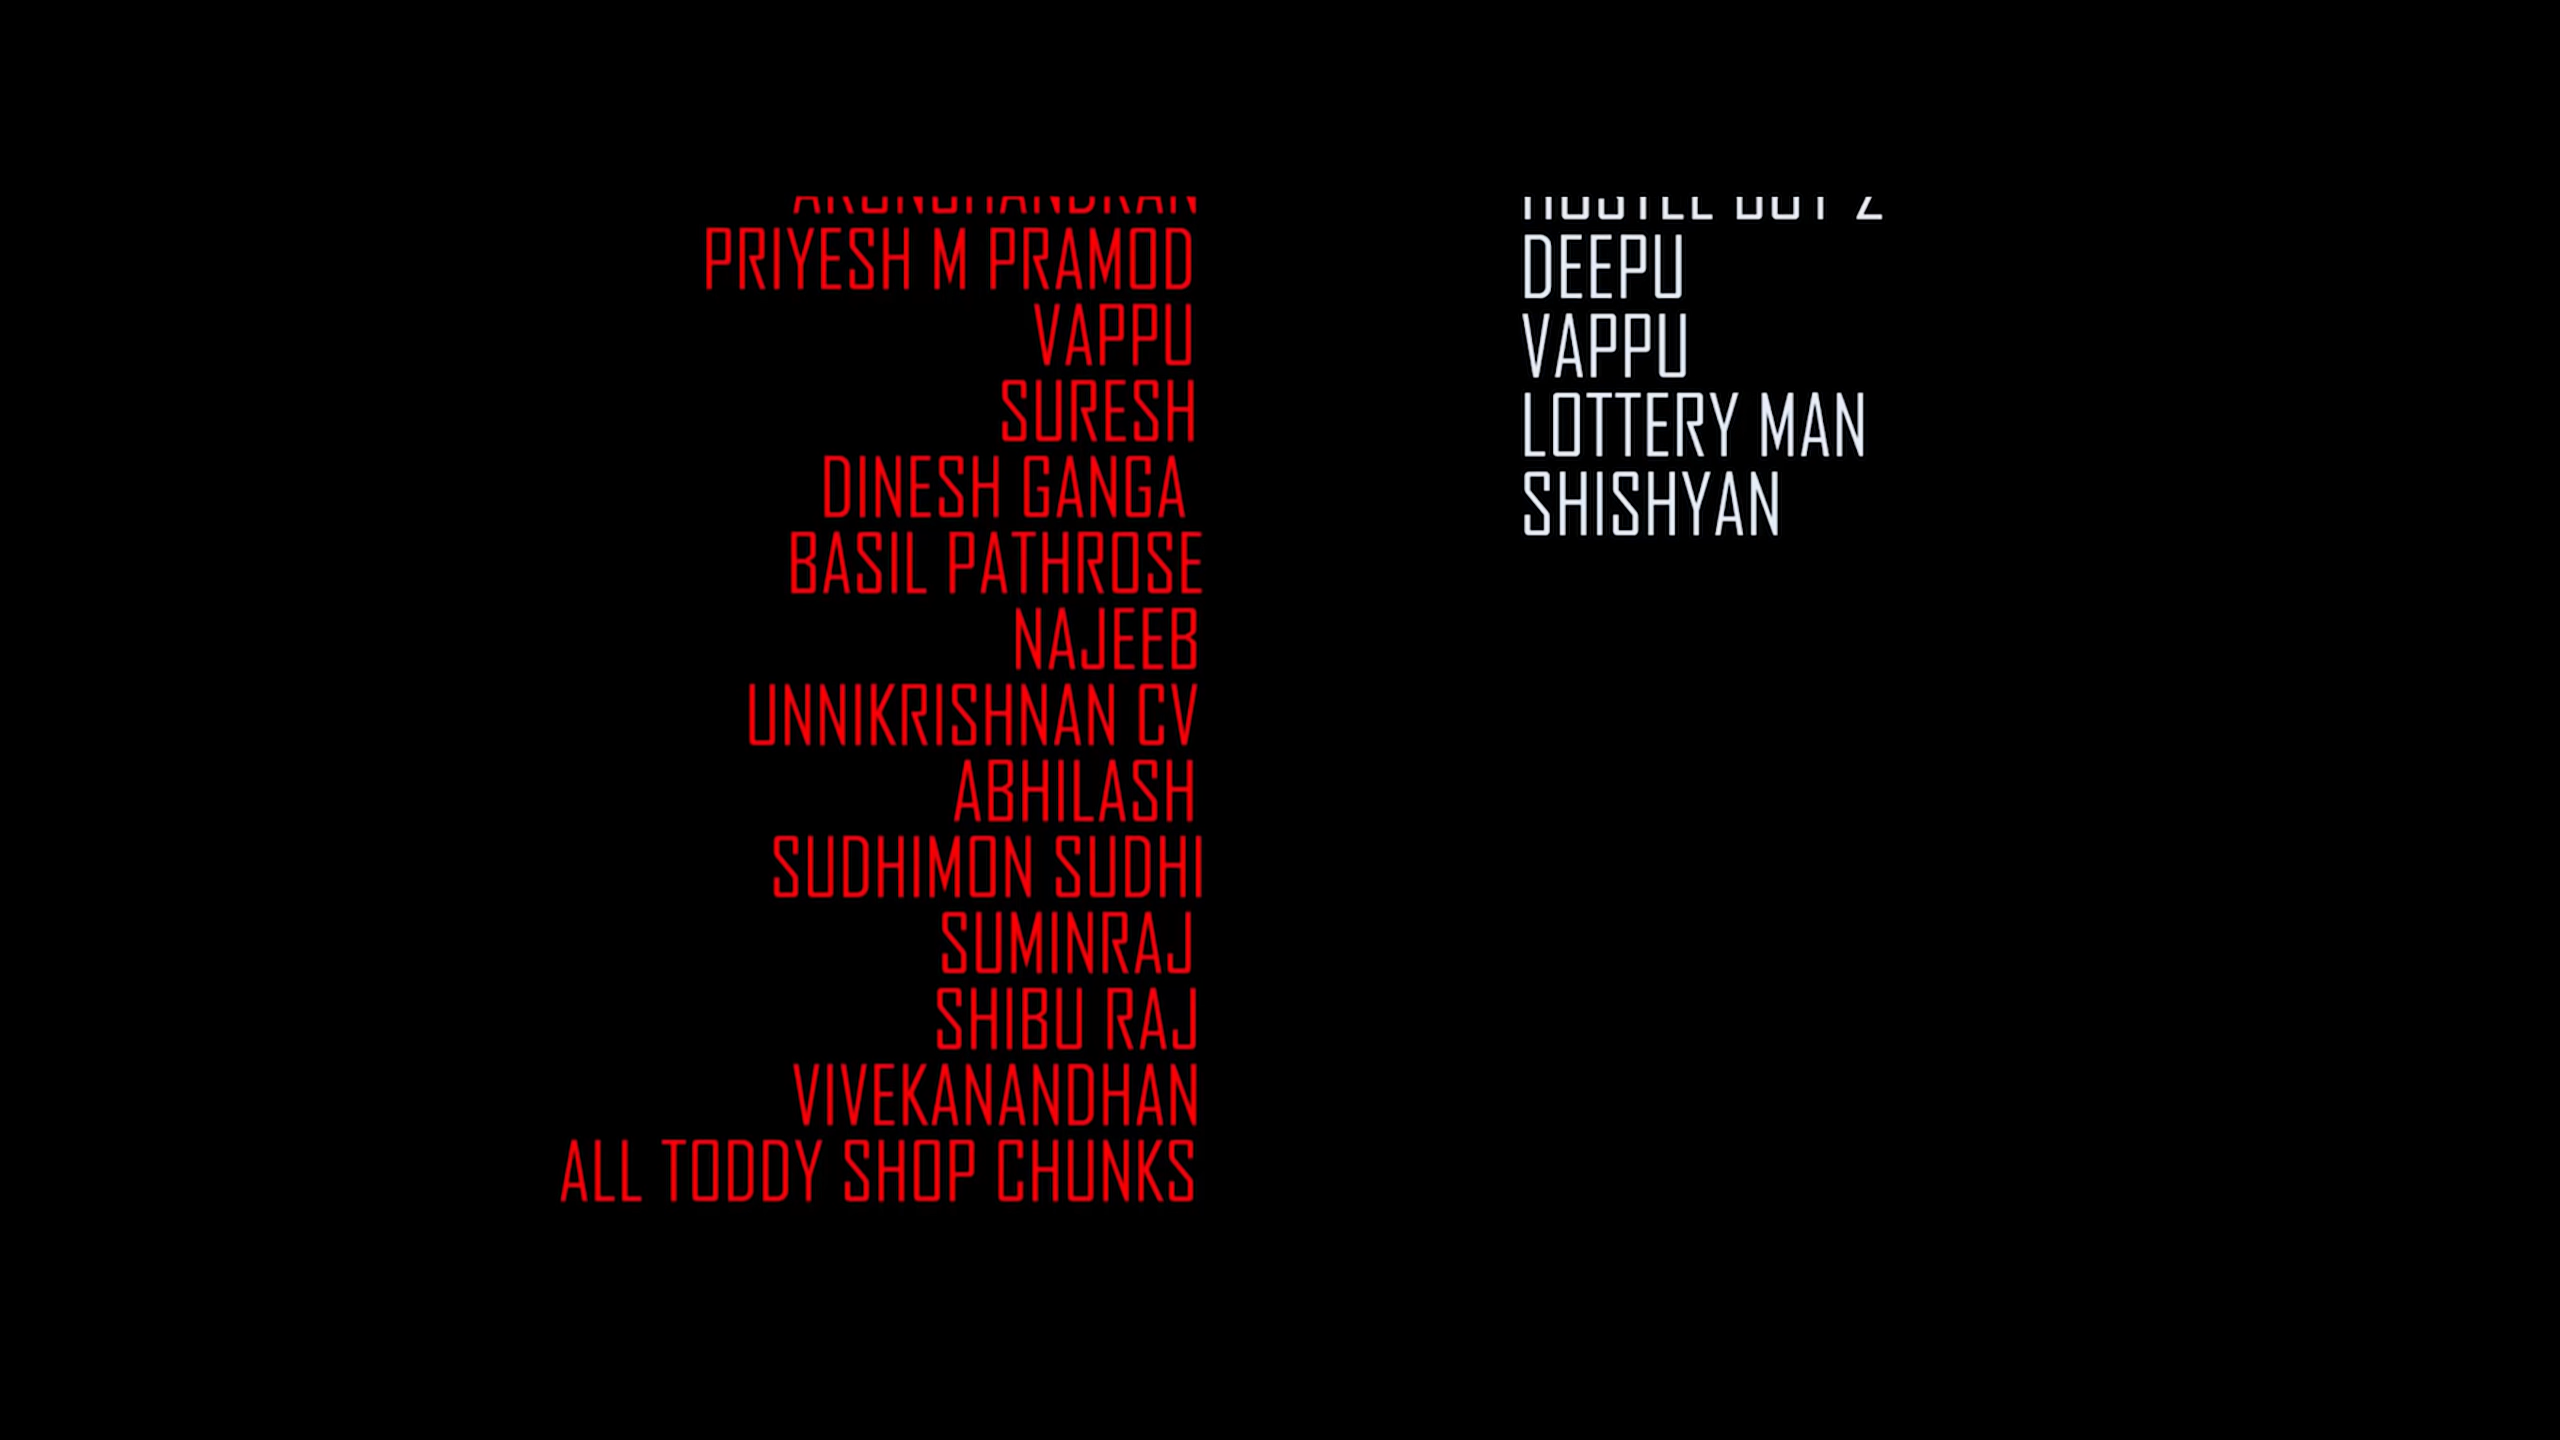 PRIYESH M PRAMOD DEEPU
VAPPU VAPPU
SURESH LOTTERY MAN
DINESH GANGA SHISHYAN
BASIL PATHROSE
NAJEEB
UNNIKRISHNAN CV
ABHILASH
SUDHIMON SUDHI
SUMINRAJ
SHIBU RAJ
VIVEKANANDHAN
ALL TODDY SHOP CHUNKS